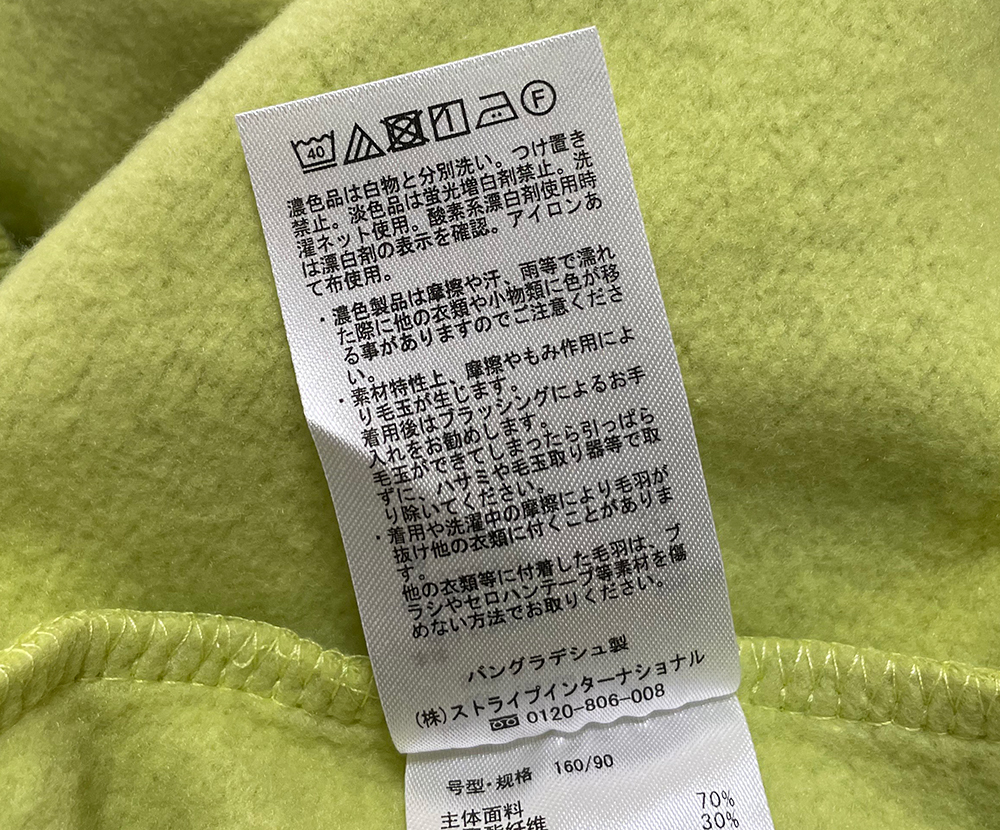 40 F
濃色品は白物と分別洗い。つけ置き
禁止。淡色品は蛍光増白剤禁止。洗
濯ネット使用。酸素系漂白剤使用時
は漂白剤の表示を確認。アイロンあ
て布使用。
・濃色製品は摩擦や汗、雨等で濡れ
た際に他の衣類や小物類に色が移
る事がありますのでご注意くださ
い。
・素材特性上、摩擦やもみ作用によ
り毛玉が生じます。
着用後はブラッシングによるお手
入れをお勧めします。
毛玉ができてしまったら引っぱら
ずに、ハサミや毛玉取り器等で取
り除いてください。
・着用や洗濯中の摩擦により毛羽が
抜け他の衣類に付くことがありま
す。
他の衣類等に付着した毛羽は、ブ
ラシやセロハンテープ等素材を傷
めない方法でお取りください。
バングラデシュ製
(株)ストライプインターナショナル
0120-806-008
号型·规格 160/90
主体面料 70%
纤维 30%